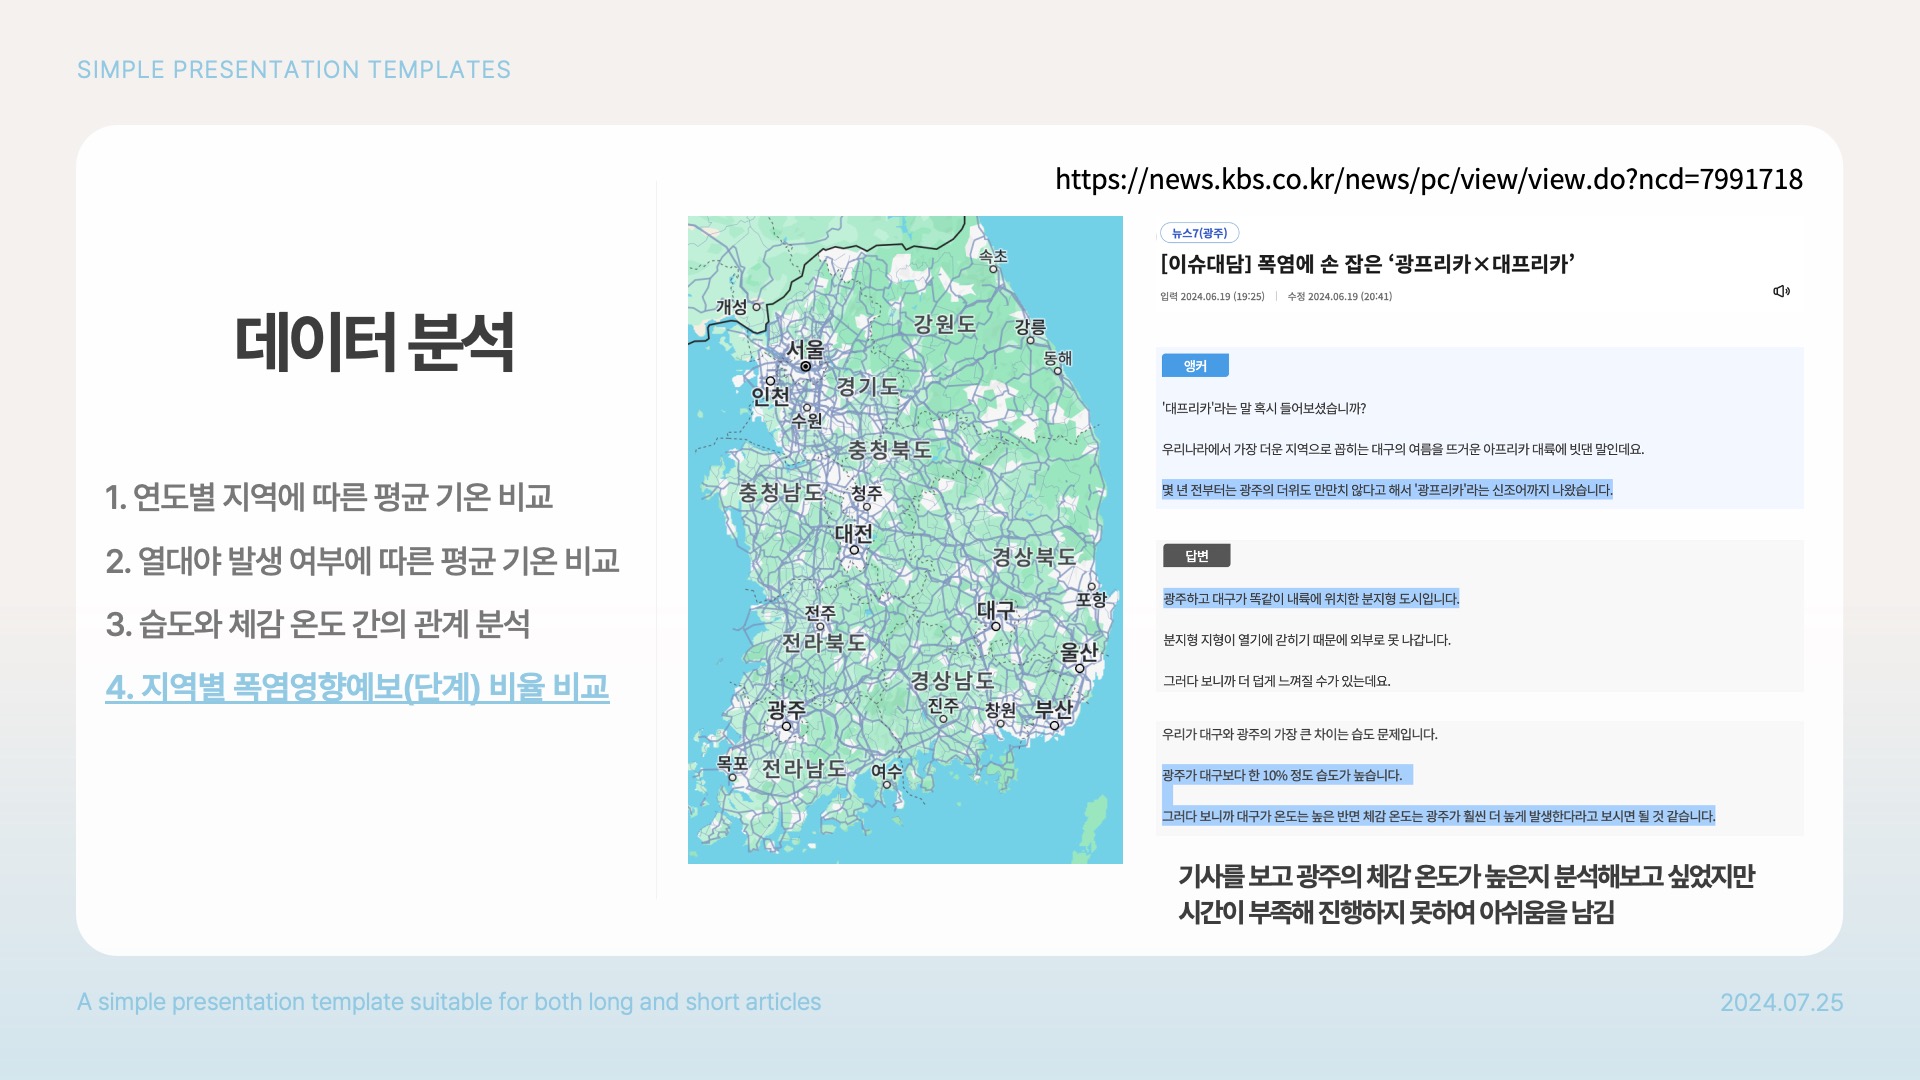 SIMPLE PRESENTATION TEMPLATES
데이터 분석
1. 연도별 지역에 따른 평균 기온 비교
2. 열대야 발생 여부에 따른 평균 기온 비교
3. 습도와 체감 온도 간의 관계 분석
4. 지역별 폭염영향예보(단계) 비율 비교
속초
개성
강원도
강릉
서울
동해
경기도
인천
수원
충청북도
충청남도
청주
대전
경상북도
포항
전주
대구
전라북도
울산
경상남도
광주
진주
창원
부산
목포
전라남도
여수
https://news.kbs.co.kr/news/pc/view/view.do?ncd=7991718
뉴스7(광주)
[이슈대담] 폭염에 손 잡은 ‘광프리카×대프리카’
입력 2024.06.19 (19:25) | 수정 2024.06.19 (20:41)
앵커
'대프리카'라는 말 혹시 들어보셨습니까?
우리나라에서 가장 더운 지역으로 꼽히는 대구의 여름을 뜨거운 아프리카 대륙에 빗댄 말인데요.
몇 년 전부터는 광주의 더위도 만만치 않다고 해서 '광프리카'라는 신조어까지 나왔습니다.
답변
광주하고 대구가 똑같이 내륙에 위치한 분지형 도시입니다.
분지형 지형이 열기에 갇히기 때문에 외부로 못 나갑니다.
그러다 보니까 더 덥게 느껴질 수가 있는데요.
우리가 대구와 광주의 가장 큰 차이는 습도 문제입니다.
광주가 대구보다 한 10% 정도 습도가 높습니다.
그러다 보니까 대구가 온도는 높은 반면 체감 온도는 광주가 훨씬 더 높게 발생한다라고 보시면 될 것 같습니다.
기사를 보고 광주의 체감 온도가 높은지 분석해보고 싶었지만
시간이 부족해 진행하지 못하여 아쉬움을 남김
A simple presentation template suitable for both long and short articles
2024.07.25